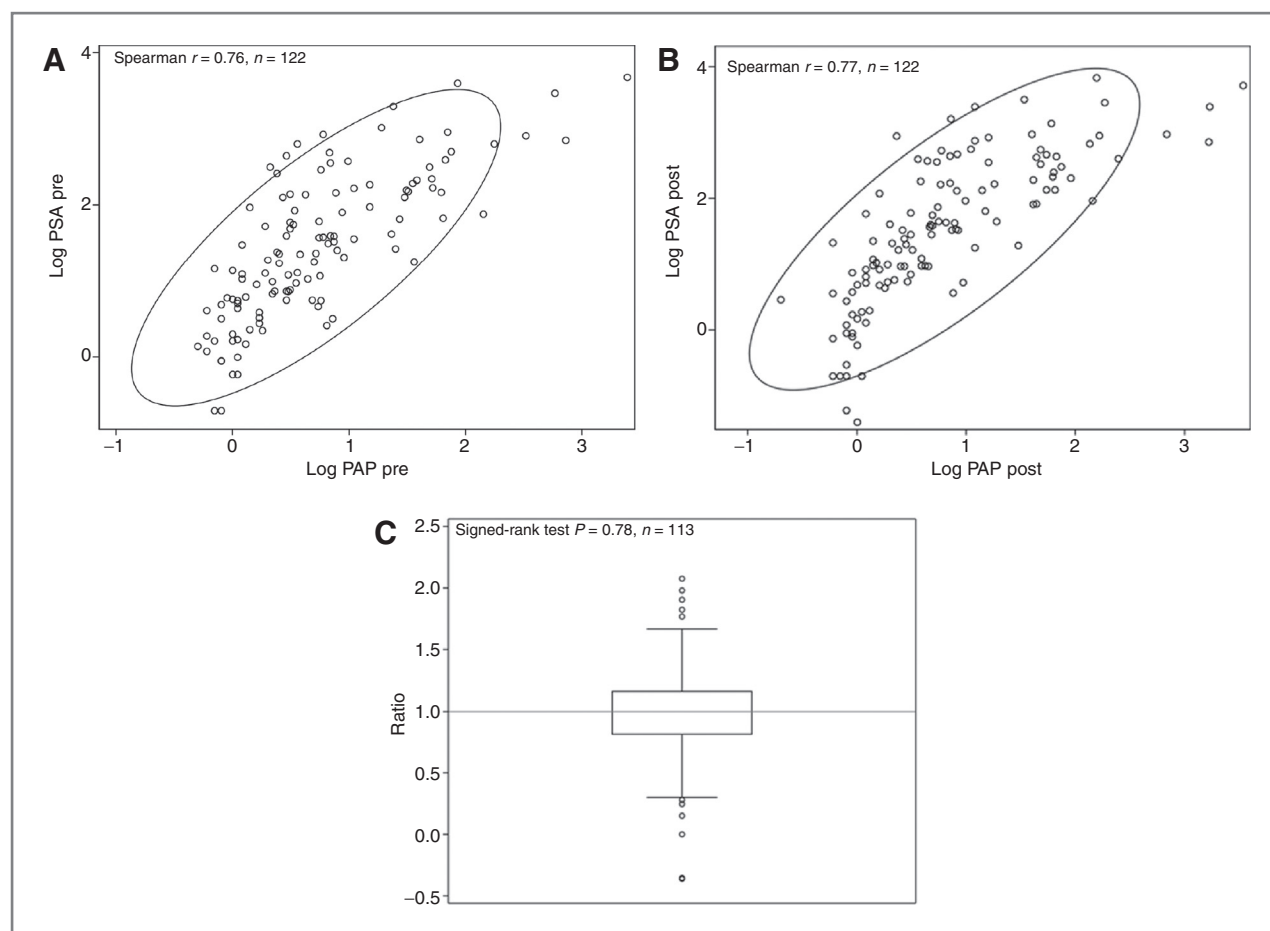 A
Spearman r = 0.76, n = 122
4
2
0
Log PSA pre
−1 0 1 2 3
Log PAP pre
B
Spearman r = 0.77, n = 122
4
2
0
Log PSA post
−1 0 1 2 3
Log PAP post
C
Signed-rank test P = 0.78, n = 113
2.5
2.0
1.5
1.0
0.5
0.0
−0.5
Ratio